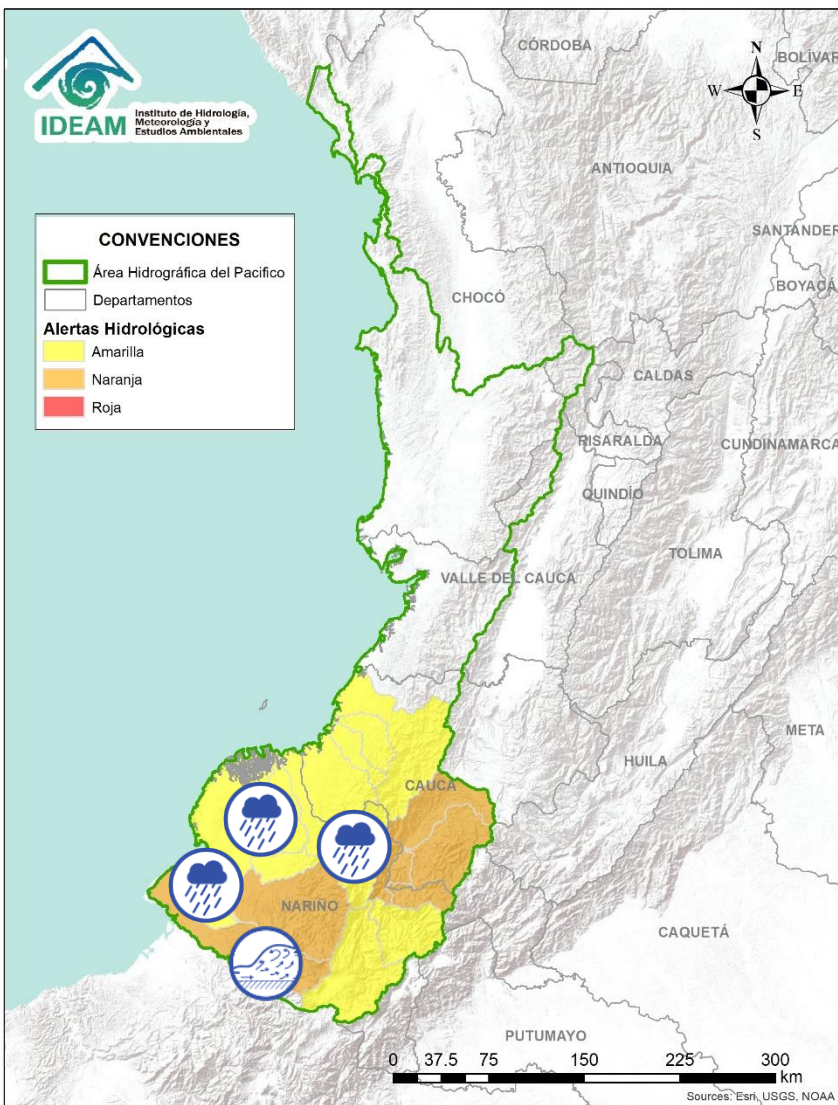 IDEAM
Instituto de Hidrología,
Meteorología y
Estudios Ambientales
CÓRDOBA
BOLÍVAR
N
W
E
S
ANTIOQUIA
SANTANDER
BOYACÁ
CONVENCIONES
Área Hidrográfica del Pacifico
Departamentos
Alertas Hidrológicas
Amarilla
Naranja
Roja
CHOCÓ
CALDAS
RISARALDA
CUNDINAMARCA
QUINDÍO
TOLIMA
VALLE DEL CAUCA
META
HUILA
CAUCA
NARIÑO
CAQUETÁ
PUTUMAYO
0 37.5 75 150 225 300
km
Sources: Esri, USGS, NOAA